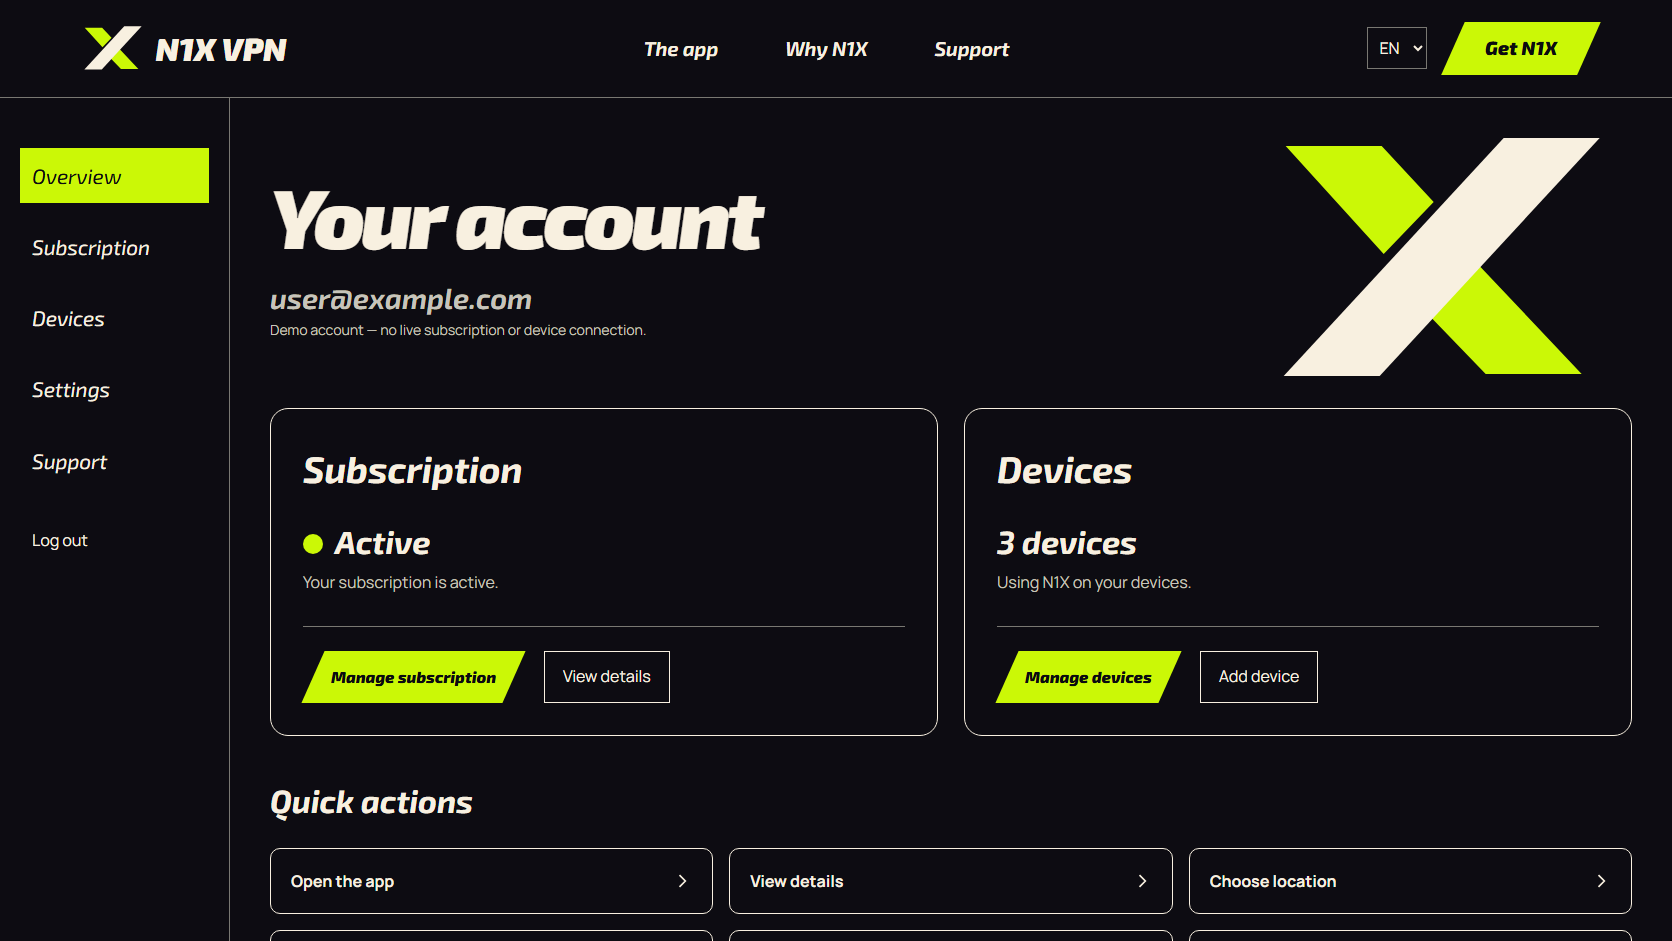 N1X VPN
The app
Why N1X
Support
EN
Get N1X
Overview
Subscription
Devices
Settings
Support
Log out
Your account
user@example.com
Demo account — no live subscription or device connection.
Subscription
Active
Your subscription is active.
Manage subscription
View details
Devices
3 devices
Using N1X on your devices.
Manage devices
Add device
Quick actions
Open the app
View details
Choose location